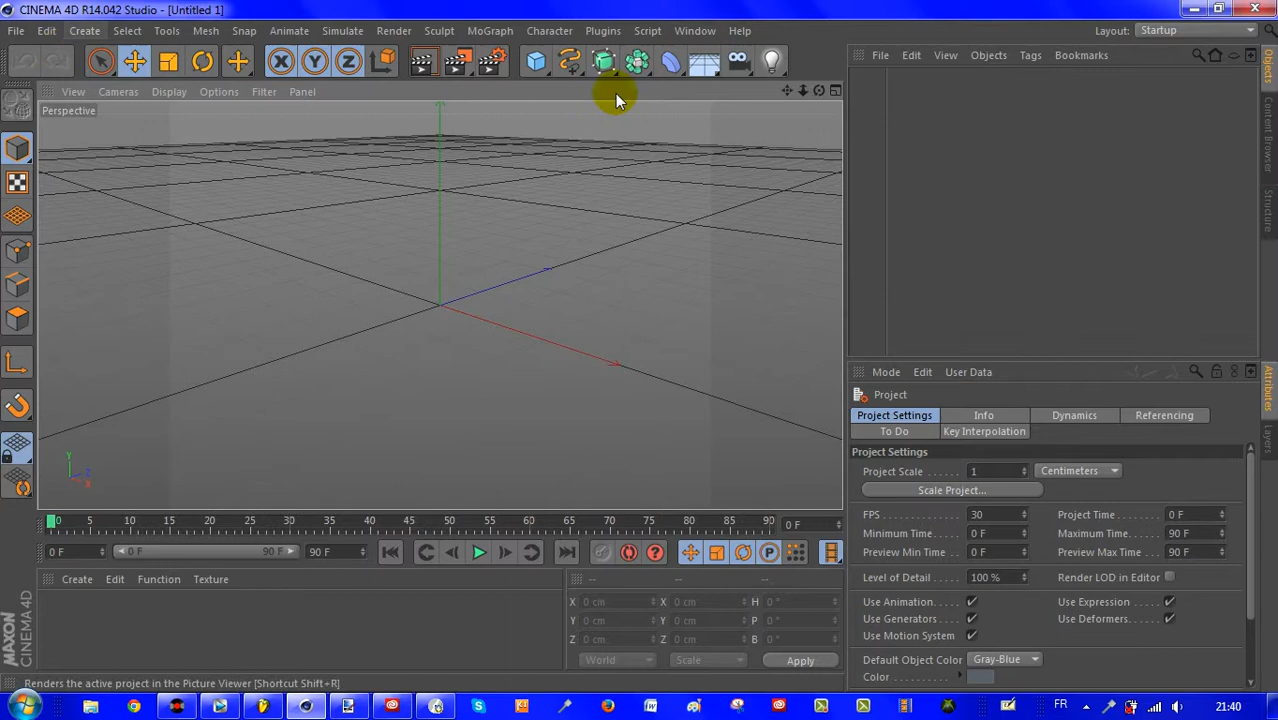 CINEMA 4D R14.042 Studio - [Untitled 1]
File Edit Create Select Tools Mesh Snap Animate Simulate Render Sculpt MoGraph Character Plugins Script Window Help Layout: Startup
X Y Z
File Edit View Objects Tags Bookmarks
Objects
Content Browser
Structure
View Cameras Display Options Filter Panel
Perspective
Y
Z
X
Mode Edit User Data
Attributes
Layers
Project
Project Settings Info Dynamics Referencing
To Do Key Interpolation
Project Settings
Project Scale 1 Centimeters
Scale Project...
FPS 30 Project Time 0 F
Minimum Time 0 F Maximum Time 90 F
Preview Min Time 0 F Preview Max Time 90 F
Level of Detail 100 % Render LOD in Editor
Use Animation Use Expression
Use Generators Use Deformers
Use Motion System
Default Object Color Gray-Blue
Color
0 5 10 15 20 25 30 35 40 45 50 55 60 65 70 75 80 85 90 0 F
0 F 0 F 90 F 90 F
P
Create Edit Function Texture
-- -- --
X 0 cm X 0 cm H 0 °
Y 0 cm Y 0 cm P 0 °
Z 0 cm Z 0 cm B 0 °
World Scale Apply
MAXON CINEMA 4D
Renders the active project in the Picture Viewer [Shortcut Shift+R]
FR 21:40